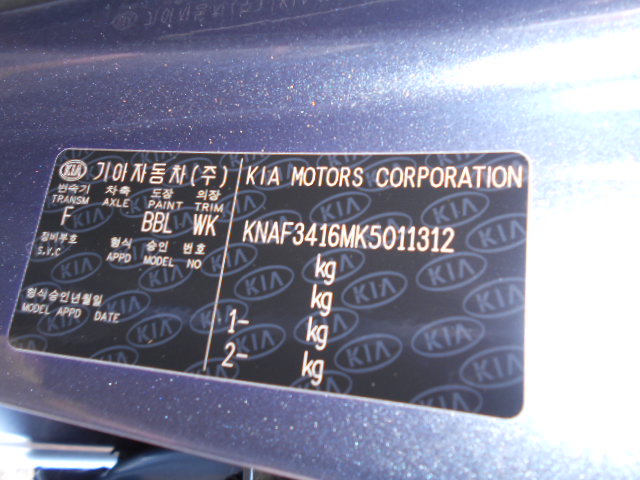 KIA 기아자동차(주) KIA MOTORS CORPORATION
변속기 차축 도장 의장
TRANSM AXLE PAINT TRIM
F BBL WK
KNAF3416MK5011312
장비부호 형식 승인 번호
S.Y.C APPD MODEL NO
kg
kg
형식승인년월일
MODEL APPD DATE
1- kg
2- kg